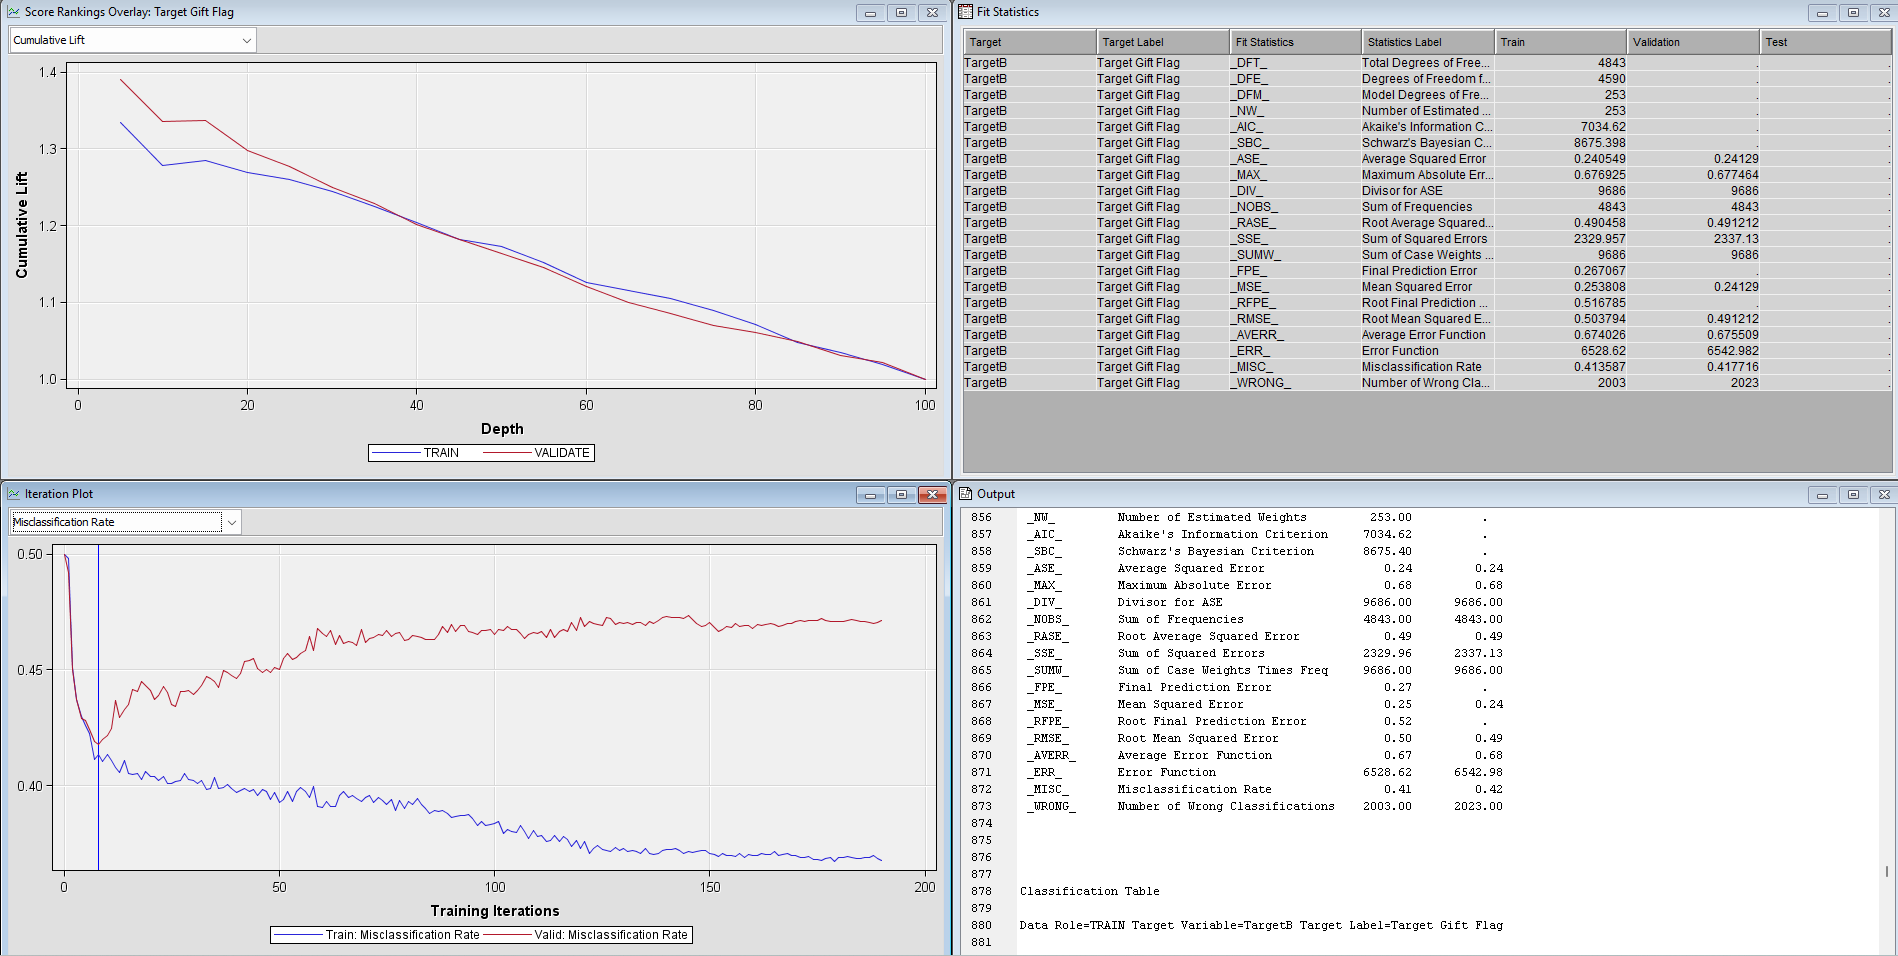 Score Rankings Overlay: Target Gift Flag
Cumulative Lift
1.4
1.3
1.2
1.1
1.0
Cumulative Lift
0 20 40 60 80 100
Depth
TRAIN VALIDATE
Fit Statistics
Target Target Label Fit Statistics Statistics Label Train Validation Test
TargetB Target Gift Flag _DFT_ Total Degrees of Free... 4843 . .
TargetB Target Gift Flag _DFE_ Degrees of Freedom f... 4590 . .
TargetB Target Gift Flag _DFM_ Model Degrees of Fre... 253 . .
TargetB Target Gift Flag _NW_ Number of Estimated ... 253 . .
TargetB Target Gift Flag _AIC_ Akaike's Information C... 7034.62 . .
TargetB Target Gift Flag _SBC_ Schwarz's Bayesian C... 8675.398 . .
TargetB Target Gift Flag _ASE_ Average Squared Error 0.240549 0.24129 .
TargetB Target Gift Flag _MAX_ Maximum Absolute Err... 0.676925 0.677464 .
TargetB Target Gift Flag _DIV_ Divisor for ASE 9686 9686 .
TargetB Target Gift Flag _NOBS_ Sum of Frequencies 4843 4843 .
TargetB Target Gift Flag _RASE_ Root Average Squared... 0.490458 0.491212 .
TargetB Target Gift Flag _SSE_ Sum of Squared Errors 2329.957 2337.13 .
TargetB Target Gift Flag _SUMW_ Sum of Case Weights ... 9686 9686 .
TargetB Target Gift Flag _FPE_ Final Prediction Error 0.267067 . .
TargetB Target Gift Flag _MSE_ Mean Squared Error 0.253808 0.24129 .
TargetB Target Gift Flag _RFPE_ Root Final Prediction ... 0.516785 . .
TargetB Target Gift Flag _RMSE_ Root Mean Squared E... 0.503794 0.491212 .
TargetB Target Gift Flag _AVERR_ Average Error Function 0.674026 0.675509 .
TargetB Target Gift Flag _ERR_ Error Function 6528.62 6542.982 .
TargetB Target Gift Flag _MISC_ Misclassification Rate 0.413587 0.417716 .
TargetB Target Gift Flag _WRONG_ Number of Wrong Cla... 2003 2023 .
Iteration Plot
Misclassification Rate
0.50
0.45
0.40
0 50 100 150 200
Training Iterations
Train: Misclassification Rate Valid: Misclassification Rate
Output
856 _NW_ Number of Estimated Weights 253.00 .
857 _AIC_ Akaike's Information Criterion 7034.62 .
858 _SBC_ Schwarz's Bayesian Criterion 8675.40 .
859 _ASE_ Average Squared Error 0.24 0.24
860 _MAX_ Maximum Absolute Error 0.68 0.68
861 _DIV_ Divisor for ASE 9686.00 9686.00
862 _NOBS_ Sum of Frequencies 4843.00 4843.00
863 _RASE_ Root Average Squared Error 0.49 0.49
864 _SSE_ Sum of Squared Errors 2329.96 2337.13
865 _SUMW_ Sum of Case Weights Times Freq 9686.00 9686.00
866 _FPE_ Final Prediction Error 0.27 .
867 _MSE_ Mean Squared Error 0.25 0.24
868 _RFPE_ Root Final Prediction Error 0.52 .
869 _RMSE_ Root Mean Squared Error 0.50 0.49
870 _AVERR_ Average Error Function 0.67 0.68
871 _ERR_ Error Function 6528.62 6542.98
872 _MISC_ Misclassification Rate 0.41 0.42
873 _WRONG_ Number of Wrong Classifications 2003.00 2023.00
874
875
876
877
878 Classification Table
879
880 Data Role=TRAIN Target Variable=TargetB Target Label=Target Gift Flag
881